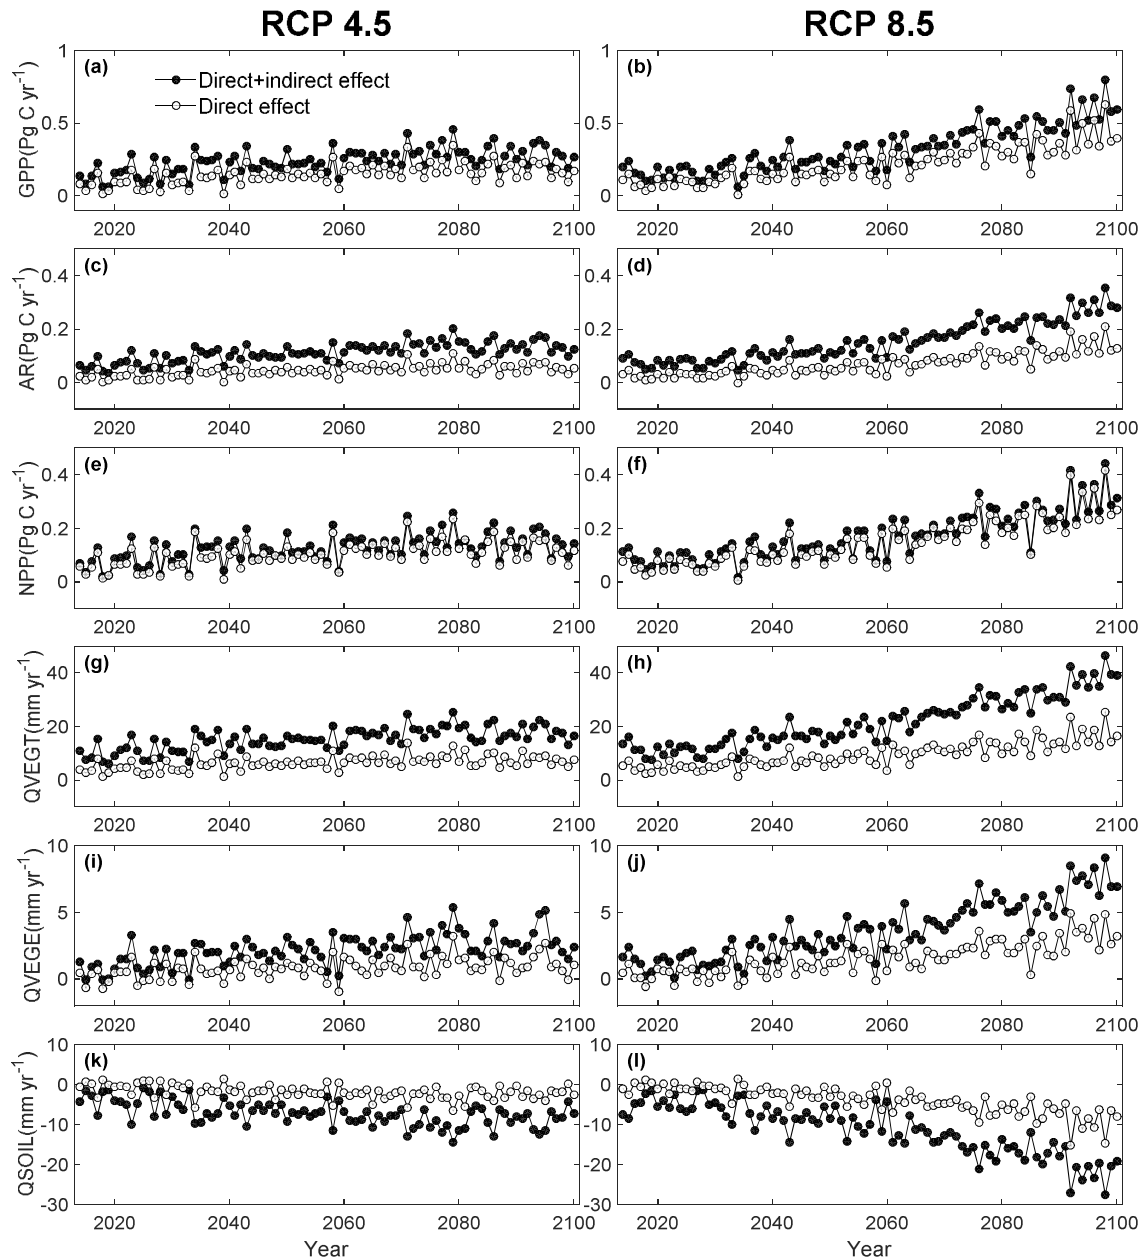 RCP 4.5 RCP 8.5
(a) (b)
Direct+indirect effect
Direct effect
GPP(Pg C yr-1)
1 0.5 0
1 0.5 0
2020 2040 2060 2080 2100
2020 2040 2060 2080 2100
(c) (d)
AR(Pg C yr-1)
0.4 0.2 0
0.4 0.2 0
2020 2040 2060 2080 2100
2020 2040 2060 2080 2100
(e) (f)
NPP(Pg C yr-1)
0.4 0.2 0
0.4 0.2 0
2020 2040 2060 2080 2100
2020 2040 2060 2080 2100
(g) (h)
QVEGT(mm yr-1)
40 20 0
40 20 0
2020 2040 2060 2080 2100
2020 2040 2060 2080 2100
(i) (j)
QVEGE(mm yr-1)
10 5 0
10 5 0
2020 2040 2060 2080 2100
2020 2040 2060 2080 2100
(k) (l)
QSOIL(mm yr-1)
10 0 -10 -20 -30
10 0 -10 -20 -30
2020 2040 2060 2080 2100
2020 2040 2060 2080 2100
Year Year